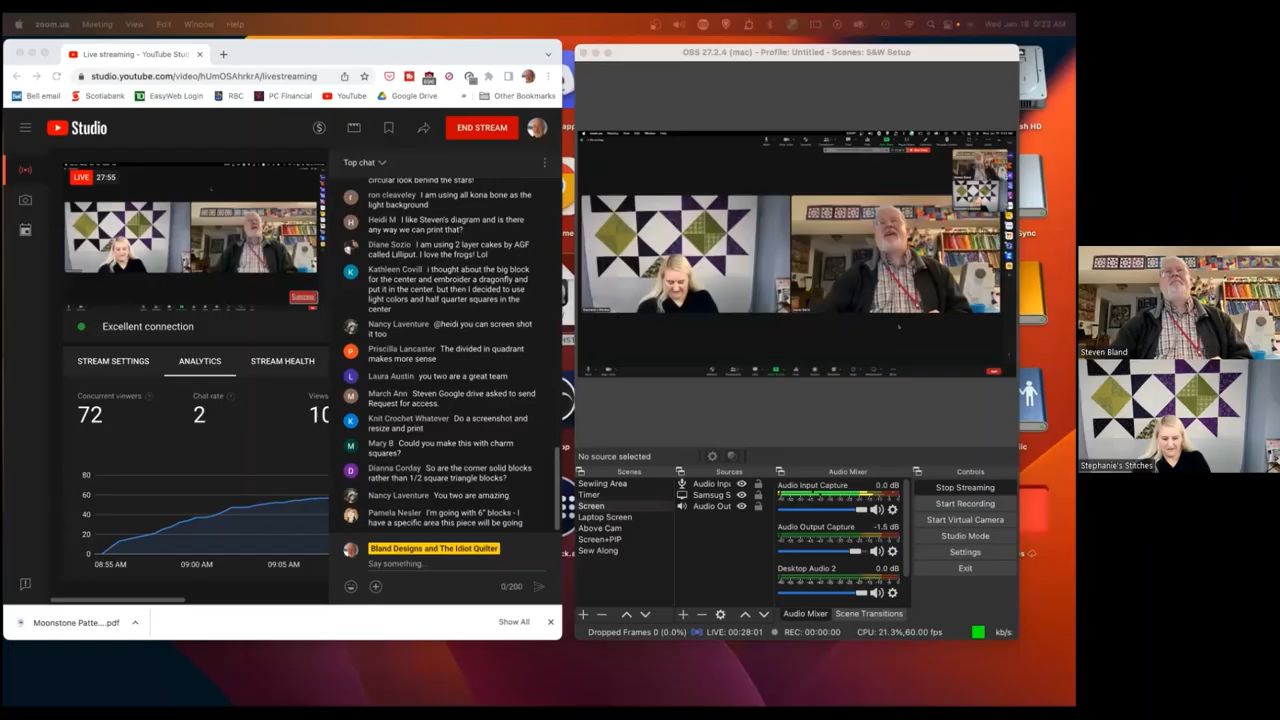 zoom.us Meeting View Edit Window Help
Wed Jan 18 9:22 AM
Live streaming - YouTube Stu
studio.youtube.com/video/hUmOSAhrkrA/livestreaming
Bell email Scotiabank EasyWeb Login RBC PC Financial YouTube Google Drive » Other Bookmarks
Studio
END STREAM
LIVE 27:55
SUBSCRIBE
Excellent connection
STREAM SETTINGS ANALYTICS STREAM HEALTH
Concurrent viewers Chat rate Views
72 2 10
80
60
40
20
0
08:55 AM 09:00 AM 09:05 AM
Top chat
circular look behind the stars!
ron cleaveley I am using all kona bone as the
light background
Heidi M I like Steven's diagram and is there
any way we can print that?
Diane Sozio I am using 2 layer cakes by AGF
called Lilliput. I love the frogs! Lol
Kathleen Covill i thought about the big block
for the center and embroider a dragonfly and
put it in the center. but then I decided to use
light colors and half quarter squares in the
center
Nancy Laventure @heidi you can screen shot
it too
Priscilla Lancaster The divided in quadrant
makes more sense
Laura Austin you two are a great team
March Ann Steven Google drive asked to send
Request for access.
Knit Crochet Whatever Do a screenshot and
resize and print
Mary B Could you make this with charm
squares?
Dianna Corday So are the corner solid blocks
rather than 1/2 square triangle blocks?
Nancy Laventure You two are amazing
Pamela Nesler I'm going with 6" blocks - I
have a specific area this piece will be going
Bland Designs and The Idiot Quilter
Say something...
0/200
Moonstone Patte....pdf
Show All
OBS 27.2.4 (mac) - Profile: Untitled - Scenes: S&W Setup
No source selected
Scenes
Sewling Area
Timer
Screen
Laptop Screen
Above Cam
Screen+PIP
Sew Along
Sources
Audio Inpu
Samsug S
Audio Out
Audio Mixer
Audio Input Capture 0.0 dB
Audio Output Capture -1.5 dB
Desktop Audio 2 0.0 dB
Audio Mixer Scene Transitions
Controls
Stop Streaming
Start Recording
Start Virtual Camera
Studio Mode
Settings
Exit
Dropped Frames 0 (0.0%) LIVE: 00:28:01 REC: 00:00:00 CPU: 21.3%,60.00 fps kb/s:
HD
Sync
Steven Bland
Stephanie's Stitches